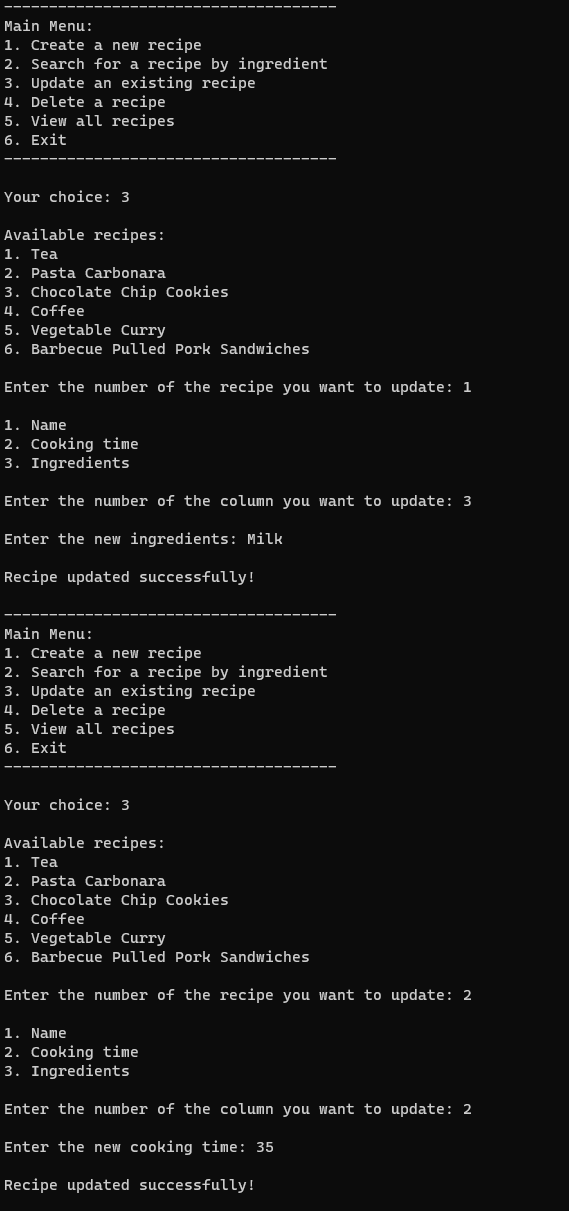 -------------------------------------
Main Menu:
1. Create a new recipe
2. Search for a recipe by ingredient
3. Update an existing recipe
4. Delete a recipe
5. View all recipes
6. Exit
-------------------------------------
Your choice: 3
Available recipes:
1. Tea
2. Pasta Carbonara
3. Chocolate Chip Cookies
4. Coffee
5. Vegetable Curry
6. Barbecue Pulled Pork Sandwiches
Enter the number of the recipe you want to update: 1
1. Name
2. Cooking time
3. Ingredients
Enter the number of the column you want to update: 3
Enter the new ingredients: Milk
Recipe updated successfully!
-------------------------------------
Main Menu:
1. Create a new recipe
2. Search for a recipe by ingredient
3. Update an existing recipe
4. Delete a recipe
5. View all recipes
6. Exit
-------------------------------------
Your choice: 3
Available recipes:
1. Tea
2. Pasta Carbonara
3. Chocolate Chip Cookies
4. Coffee
5. Vegetable Curry
6. Barbecue Pulled Pork Sandwiches
Enter the number of the recipe you want to update: 2
1. Name
2. Cooking time
3. Ingredients
Enter the number of the column you want to update: 2
Enter the new cooking time: 35
Recipe updated successfully!